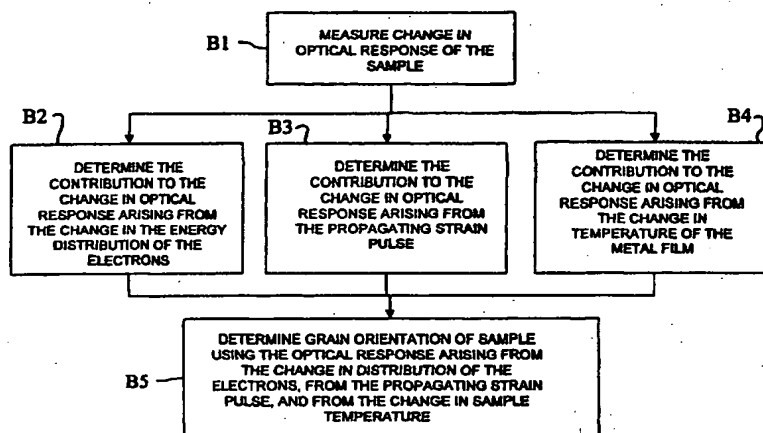 B1
MEASURE CHANGE IN
OPTICAL RESPONSE OF THE
SAMPLE
B2
DETERMINE THE
CONTRIBUTION TO THE
CHANGE IN OPTICAL
RESPONSE ARISING FROM
THE CHANGE IN THE ENERGY
DISTRIBUTION OF THE
ELECTRONS
B3
DETERMINE THE
CONTRIBUTION TO THE
CHANGE IN OPTICAL
RESPONSE ARISING FROM
THE PROPAGATING STRAIN
PULSE
B4
DETERMINE THE
CONTRIBUTION TO THE
CHANGE IN OPTICAL
RESPONSE ARISING FROM
THE CHANGE IN
TEMPERATURE OF THE
METAL FILM
B5
DETERMINE GRAIN ORIENTATION OF SAMPLE
USING THE OPTICAL RESPONSE ARISING FROM
THE CHANGE IN DISTRIBUTION OF THE
ELECTRONS, FROM THE PROPAGATING STRAIN
PULSE, AND FROM THE CHANGE IN SAMPLE
TEMPERATURE